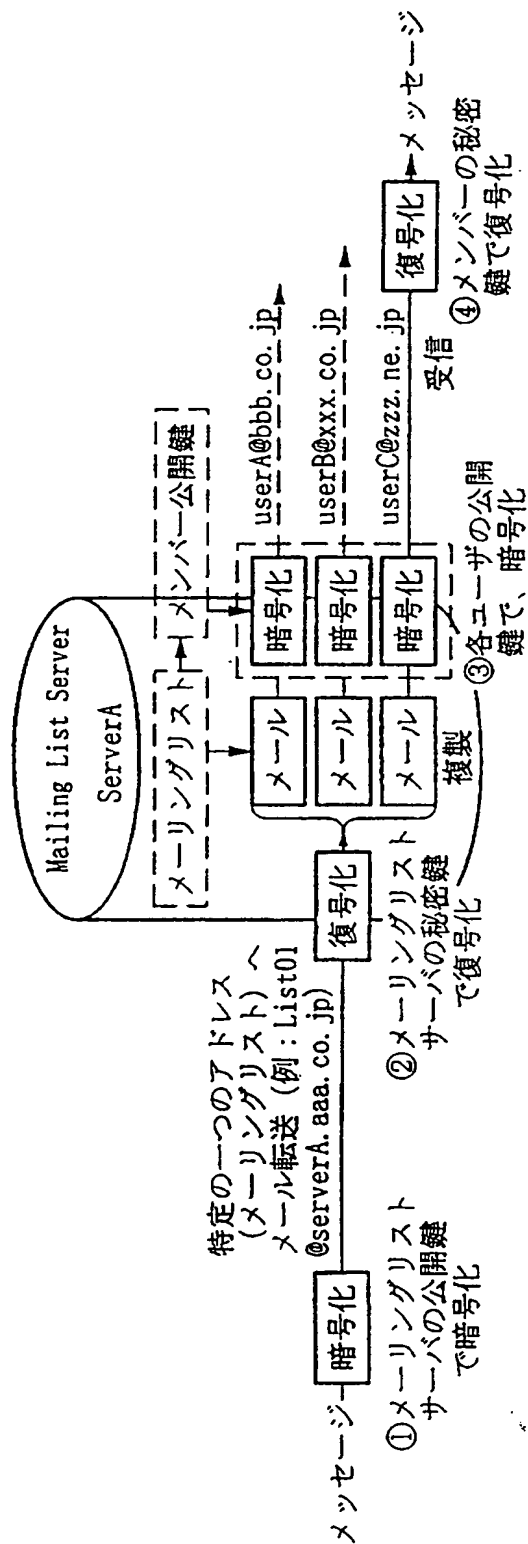 Mailing List Server
ServerA
メーリングリスト
メンバー公開鍵
特定の一つのアドレス
(メーリングリスト) へ
メール転送 (例:List01
@serverA.aaa.co.jp)
メッセージ
暗号化
復号化
メール
メール
メール
複製
暗号化
暗号化
暗号化
userA@bbb.co.jp
userB@xxx.co.jp
userC@zzz.ne.jp
受信
復号化
メッセージ
①メーリングリスト
サーバの公開鍵
で暗号化
②メーリングリスト
サーバの秘密鍵
で復号化
③各ユーザの公開
鍵で、暗号化
④メンバーの秘密
鍵で復号化